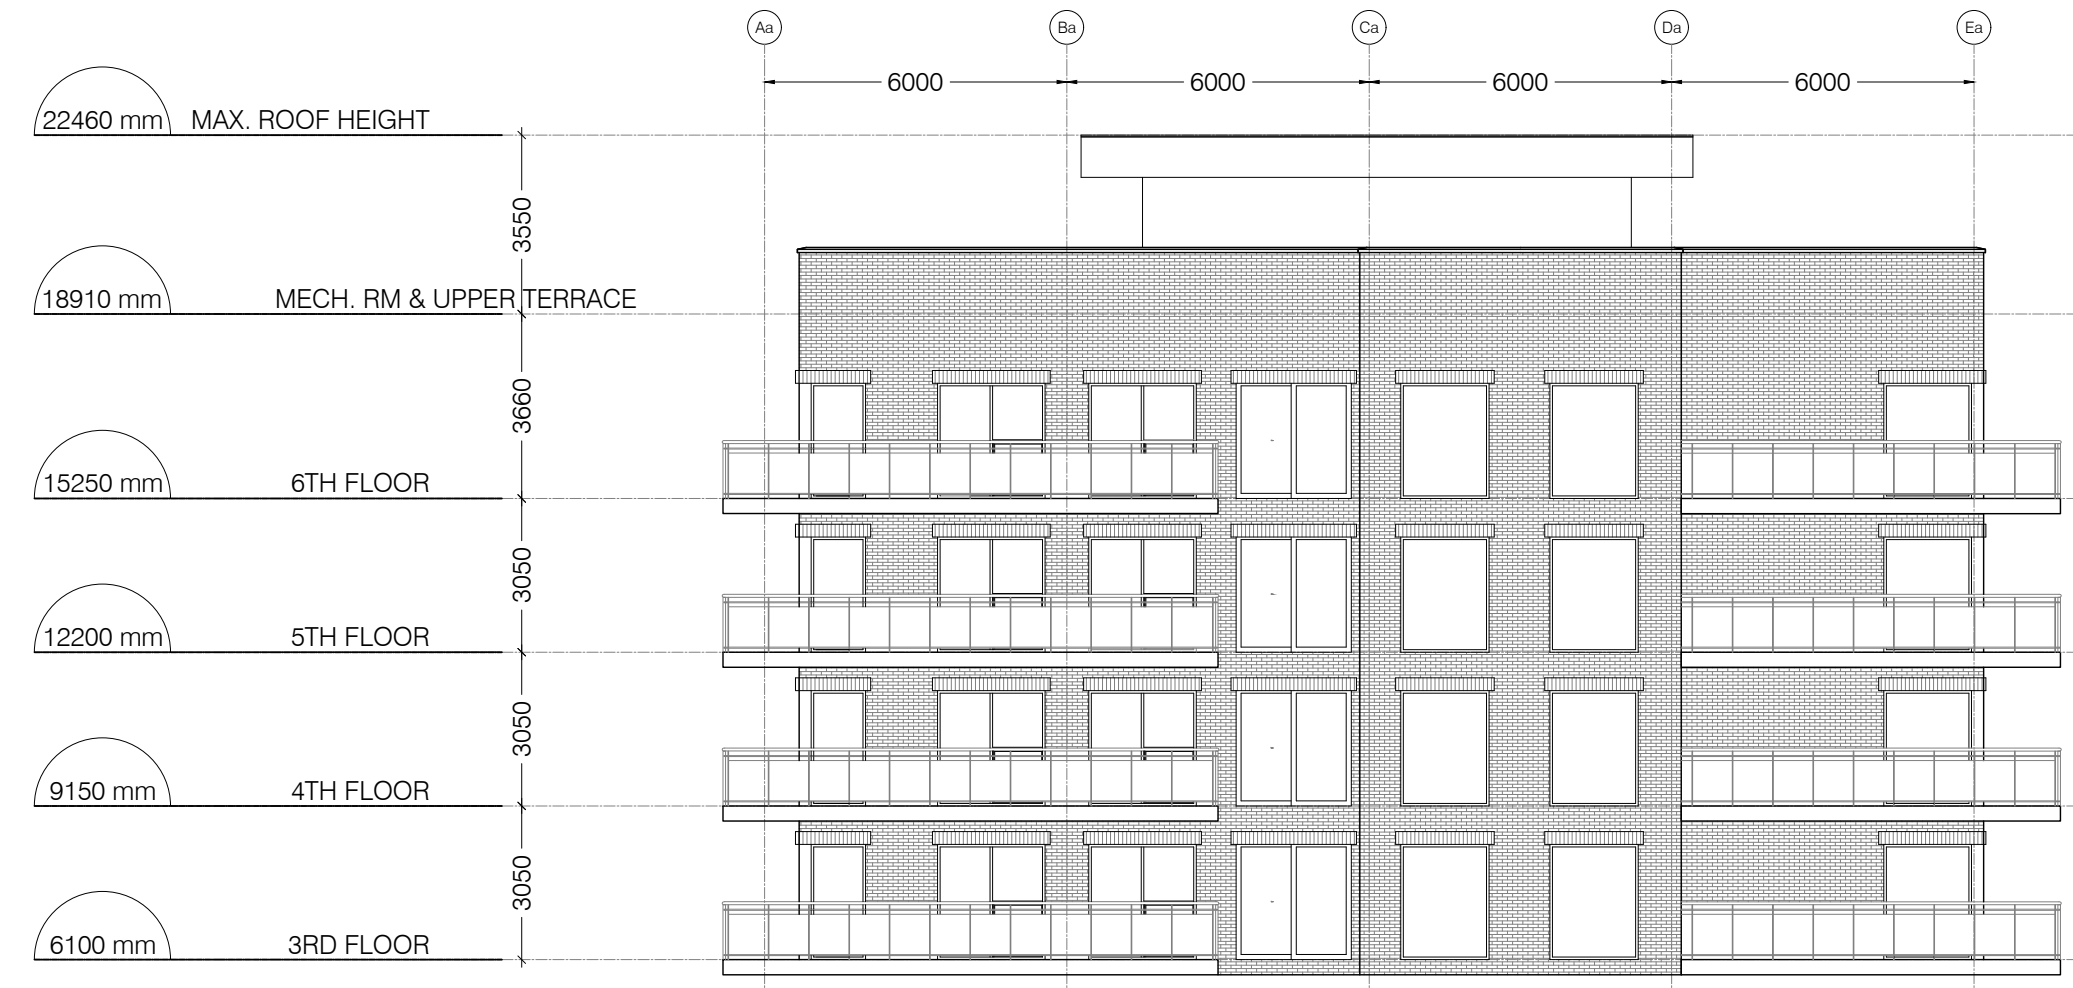 Aa Ba Ca Da Ea
6000 6000 6000 6000
22460 mm MAX. ROOF HEIGHT
3550
18910 mm MECH. RM & UPPER TERRACE
3660
15250 mm 6TH FLOOR
3050
12200 mm 5TH FLOOR
3050
9150 mm 4TH FLOOR
3050
6100 mm 3RD FLOOR